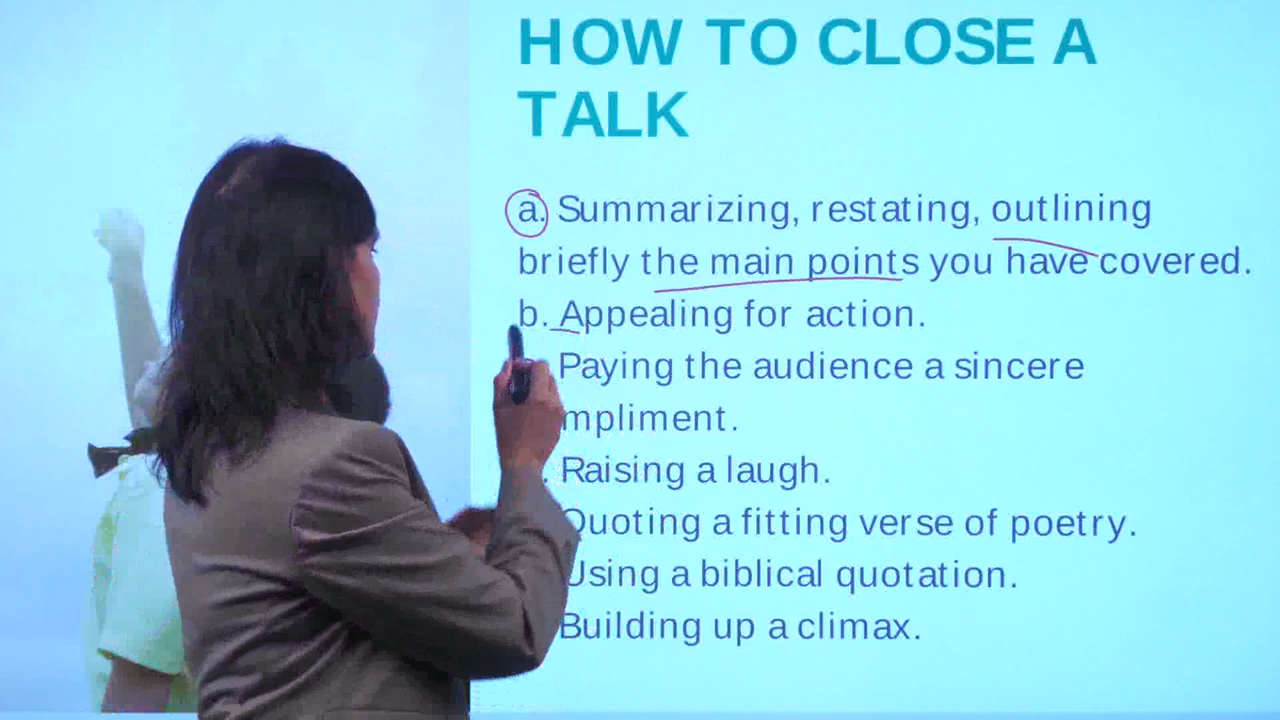 HOW TO CLOSE A
TALK
a. Summarizing, restating, outlining
briefly the main points you have covered.
b. Appealing for action.
Paying the audience a sincere
mpliment.
. Raising a laugh.
Quoting a fitting verse of poetry.
Using a biblical quotation.
Building up a climax.